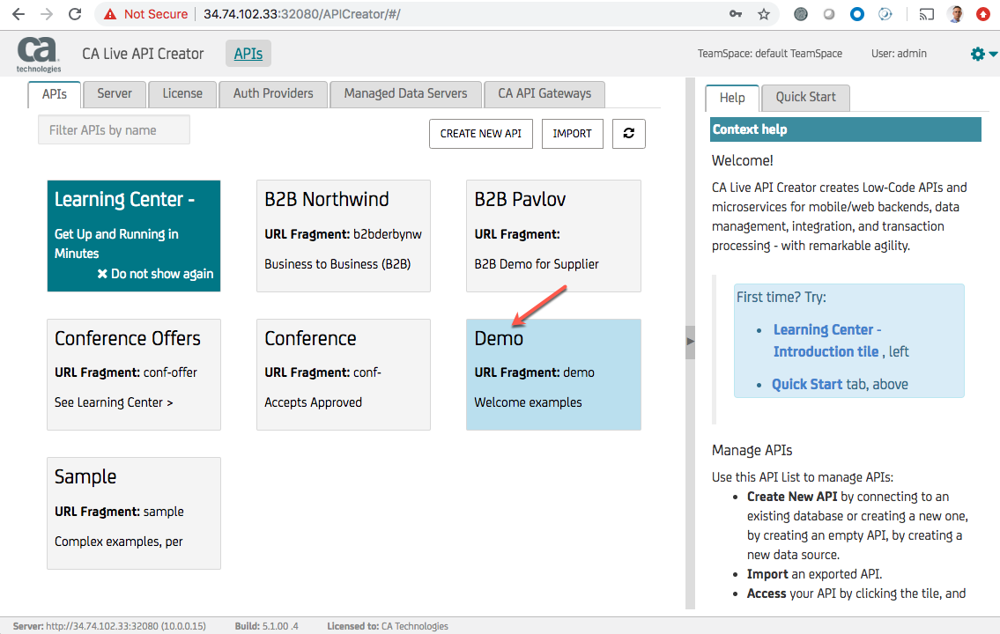 Not Secure 34.74.102.33:32080/APICreator/#/
ca
technologies
CA Live API Creator
APIs
TeamSpace: default TeamSpace
User: admin
APIs
Server
License
Auth Providers
Managed Data Servers
CA API Gateways
Filter APIs by name
CREATE NEW API
IMPORT
Learning Center -
Get Up and Running in
Minutes
✖ Do not show again
B2B Northwind
URL Fragment: b2bderbynw
Business to Business (B2B)
B2B Pavlov
URL Fragment:
B2B Demo for Supplier
Conference Offers
URL Fragment: conf-offer
See Learning Center >
Conference
URL Fragment: conf-
Accepts Approved
Demo
URL Fragment: demo
Welcome examples
Sample
URL Fragment: sample
Complex examples, per
Help
Quick Start
Context help
Welcome!
CA Live API Creator creates Low-Code APIs and
microservices for mobile/web backends, data
management, integration, and transaction
processing - with remarkable agility.
First time? Try:
• Learning Center -
Introduction tile , left
• Quick Start tab, above
Manage APIs
Use this API List to manage APIs:
• Create New API by connecting to an
existing database or creating a new one,
by creating an empty API, by creating a
new data source.
• Import an exported API.
• Access your API by clicking the tile, and
Server: http://34.74.102.33:32080 (10.0.0.15)
Build: 5.1.00 .4
Licensed to: CA Technologies